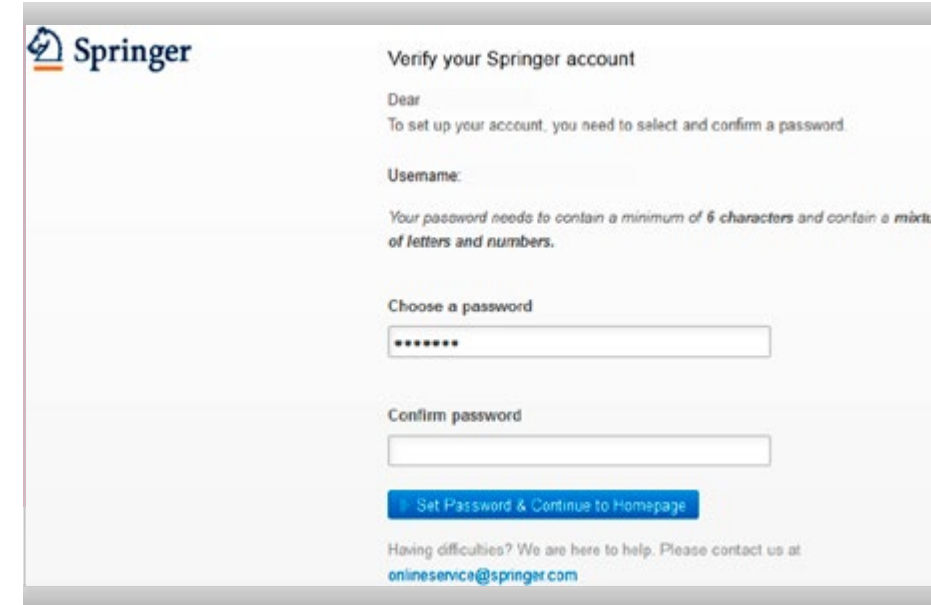 Springer
Verify your Springer account
Dear
To set up your account, you need to select and confirm a password.
Username:
Your password needs to contain a minimum of 6 characters and contain a mixtu
of letters and numbers.
Choose a password
•••••••
Confirm password
Set Password & Continue to Homepage
Having difficulties? We are here to help. Please contact us at
onlineservice@springer.com